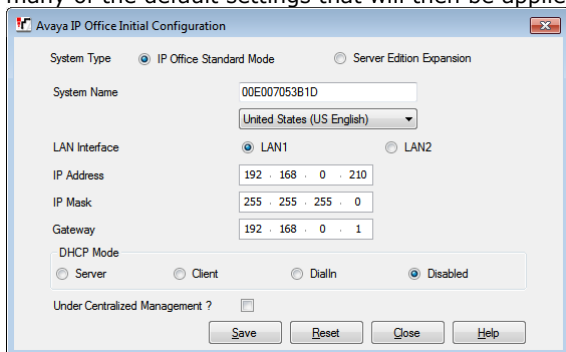 many of the default settings that will then be applie
Avaya IP Office Initial Configuration
System Type IP Office Standard Mode Server Edition Expansion
System Name 00E007053B1D
United States (US English)
LAN Interface LAN1 LAN2
IP Address 192 . 168 . 0 . 210
IP Mask 255 . 255 . 255 . 0
Gateway 192 . 168 . 0 . 1
DHCP Mode
Server Client DialIn Disabled
Under Centralized Management ?
Save Reset Close Help